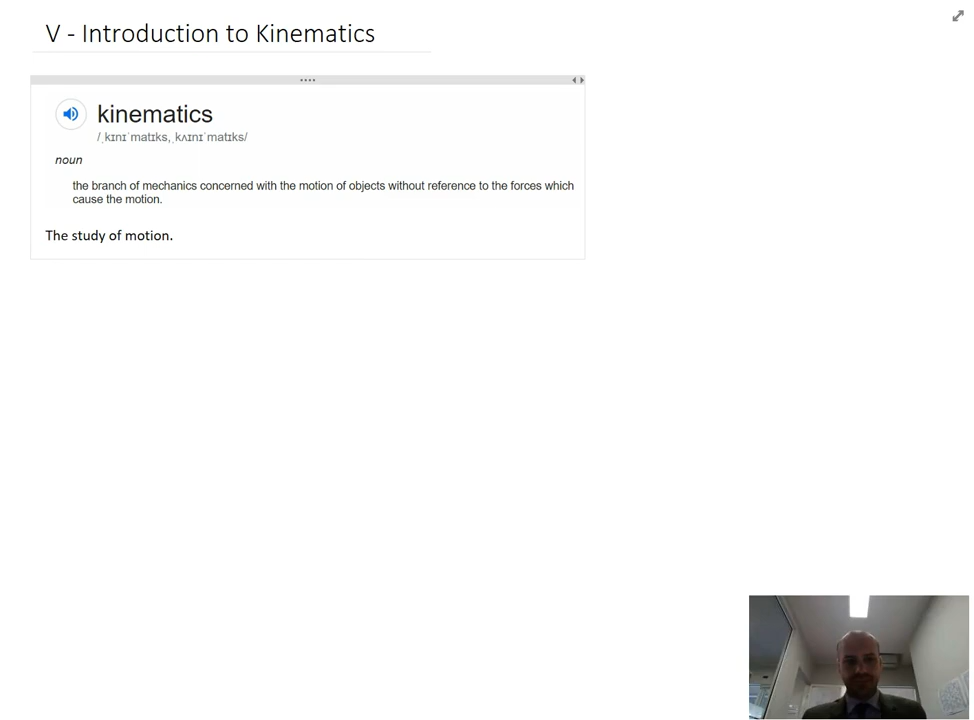 V - Introduction to Kinematics
kinematics
/ˌkɪnɪˈmatɪks,ˌkʌɪnɪˈmatɪks/
noun
the branch of mechanics concerned with the motion of objects without reference to the forces which
cause the motion.
The study of motion.